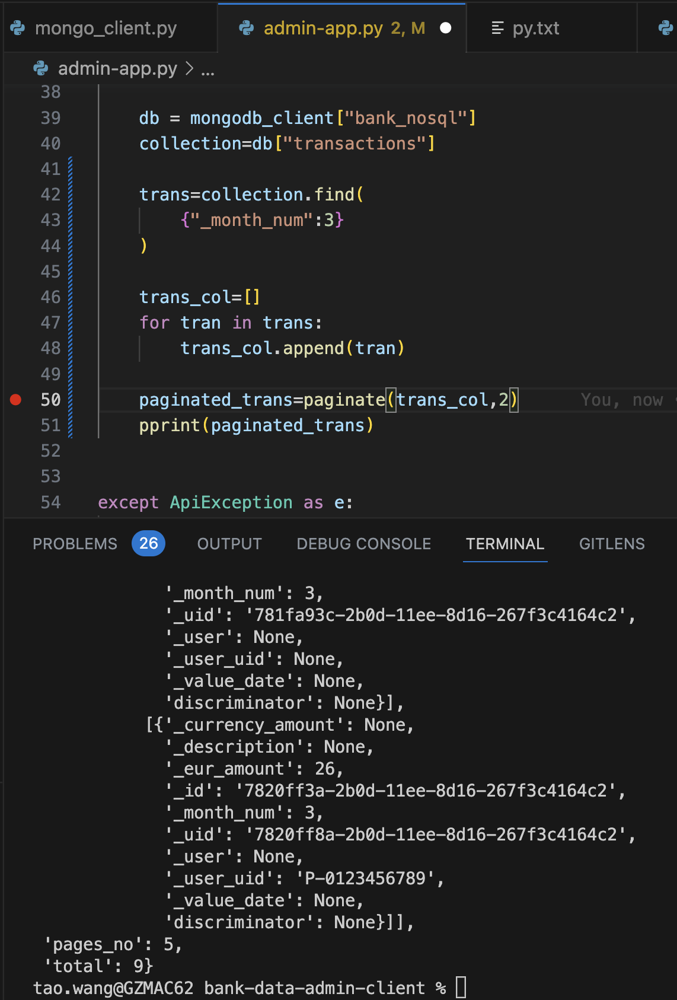 mongo_client.py
admin-app.py 2, M
py.txt
admin-app.py > ...
38
39 db = mongodb_client["bank_nosql"]
40 collection=db["transactions"]
41
42 trans=collection.find(
43 {"_month_num":3}
44 )
45
46 trans_col=[]
47 for tran in trans:
48 trans_col.append(tran)
49
50 paginated_trans=paginate(trans_col,2) You, now
51 pprint(paginated_trans)
52
53
54 except ApiException as e:
PROBLEMS 26 OUTPUT DEBUG CONSOLE TERMINAL GITLENS
'_month_num': 3,
'_uid': '781fa93c-2b0d-11ee-8d16-267f3c4164c2',
'_user': None,
'_user_uid': None,
'_value_date': None,
'discriminator': None}],
[{'_currency_amount': None,
'_description': None,
'_eur_amount': 26,
'_id': '7820ff3a-2b0d-11ee-8d16-267f3c4164c2',
'_month_num': 3,
'_uid': '7820ff8a-2b0d-11ee-8d16-267f3c4164c2',
'_user': None,
'_user_uid': 'P-0123456789',
'_value_date': None,
'discriminator': None}]],
'pages_no': 5,
'total': 9}
tao.wang@GZMAC62 bank-data-admin-client %